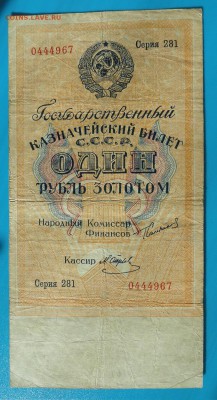 COINS.LAVE.RU
0444967 Серия 281
Государственный
КАЗНАЧЕЙСКИЙ БИЛЕТ
С.С.С.Р.
ОДИН
РУБЛЬ ЗОЛОТОМ
Народный Комиссар
Финансов
Кассир
Серия 281 0444967